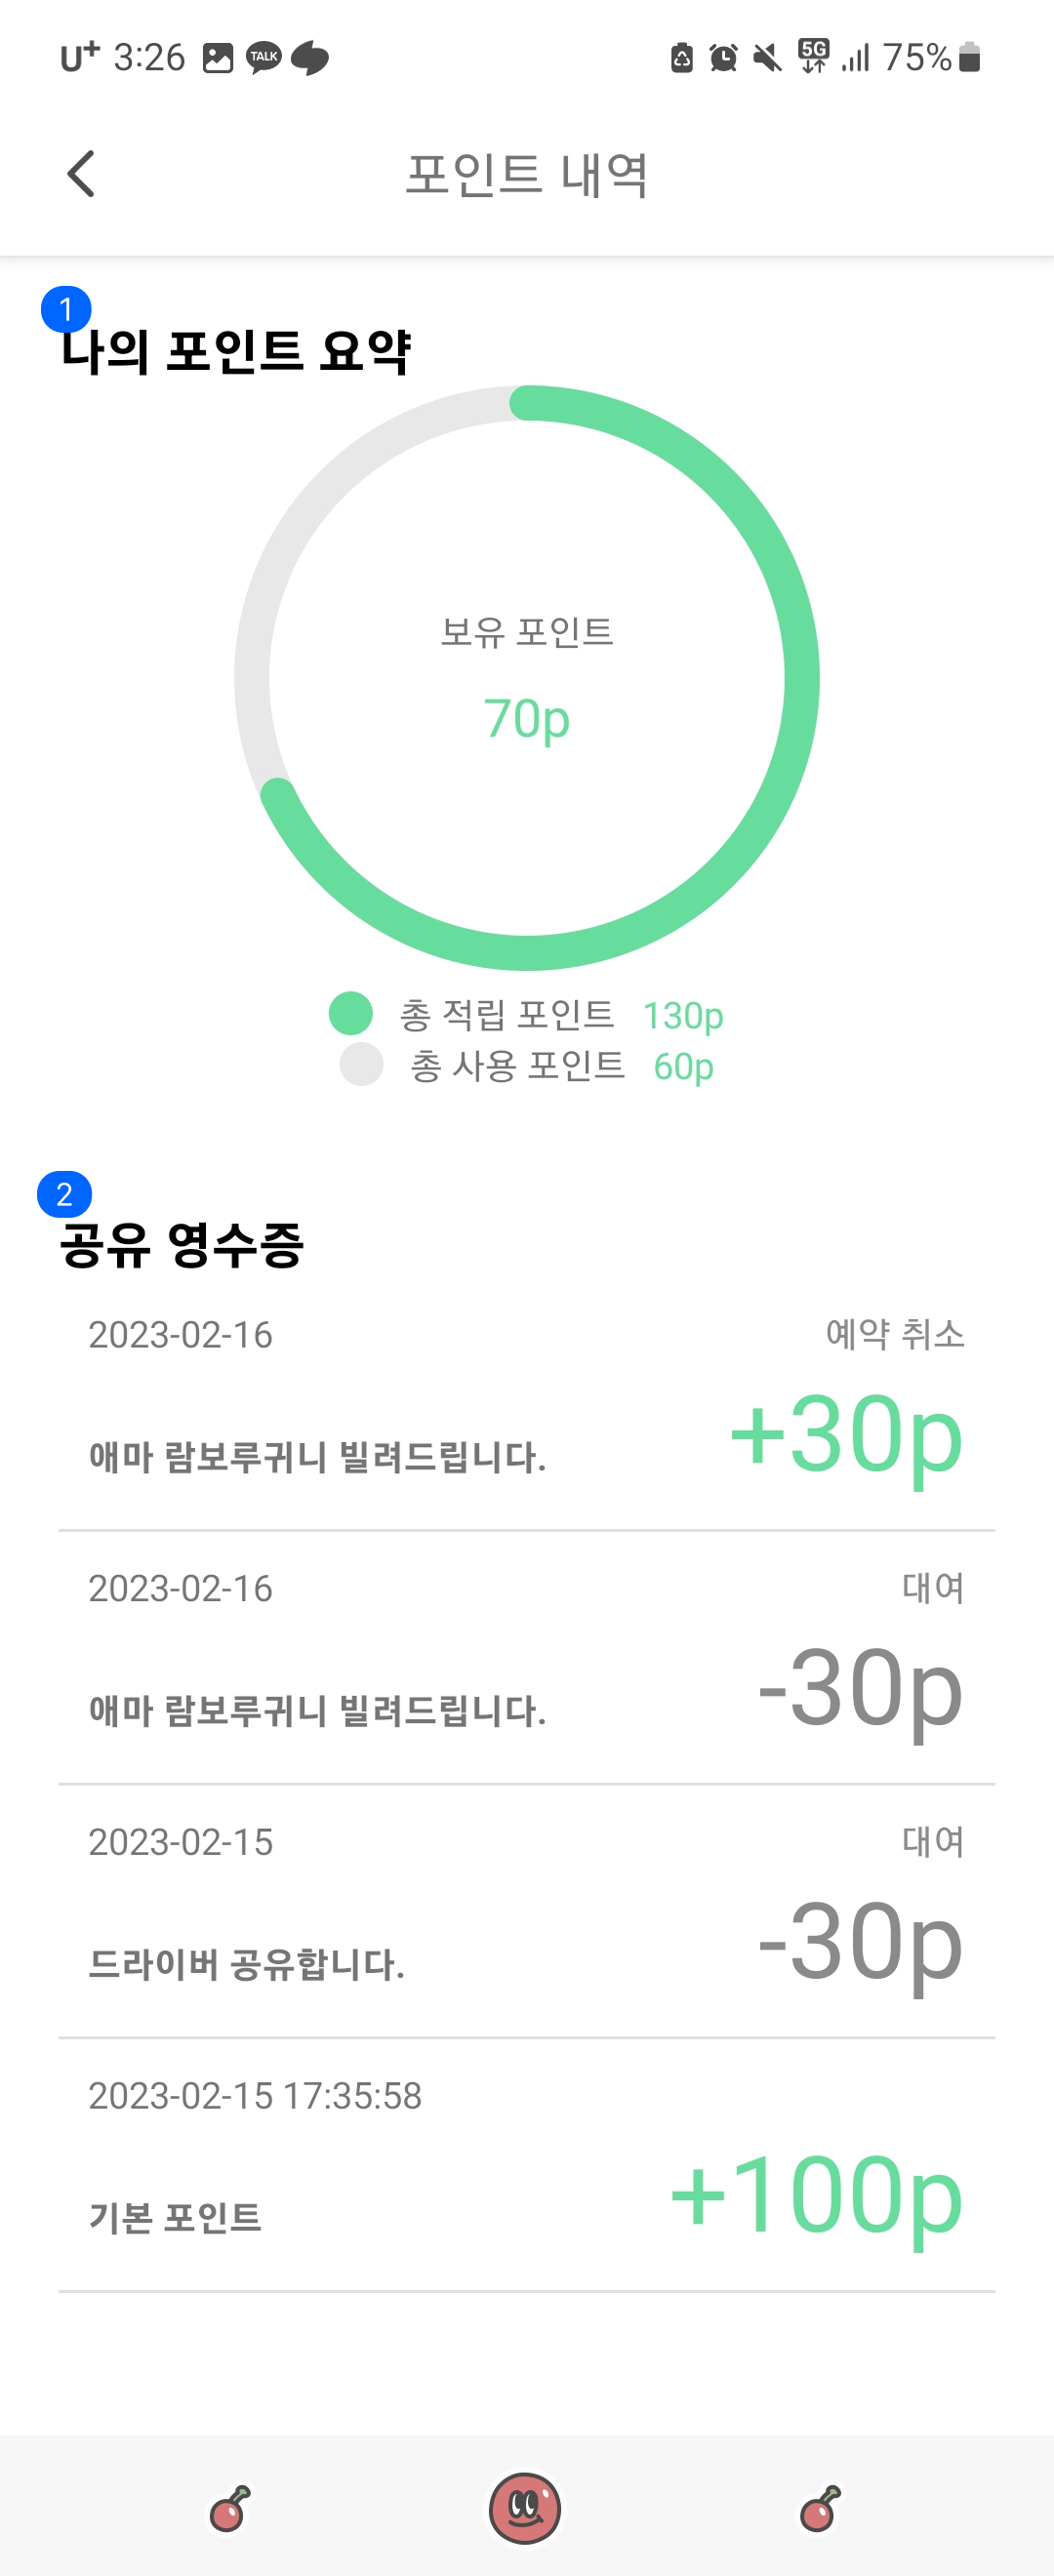 U+ 3:26 TALK 5G 75%
포인트 내역
1
나의 포인트 요약
보유 포인트
70p
총 적립 포인트 130p
총 사용 포인트 60p
2
공유 영수증
2023-02-16 예약 취소
애마 람보루귀니 빌려드립니다. +30p
2023-02-16 대여
애마 람보루귀니 빌려드립니다. -30p
2023-02-15 대여
드라이버 공유합니다. -30p
2023-02-15 17:35:58
기본 포인트 +100p